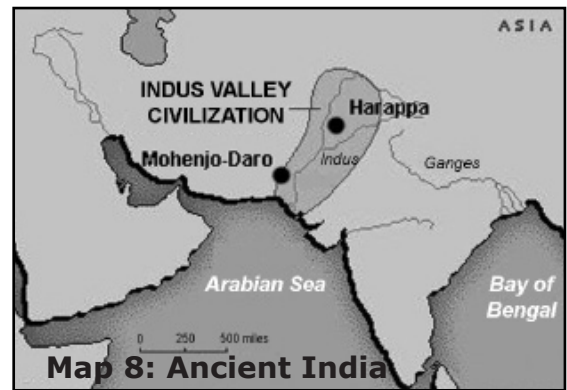 ASIA
INDUS VALLEY
CIVILIZATION
Harappa
Mohenjo-Daro
Indus
Ganges
Arabian Sea
Bay of
Bengal
0 250 500 miles
Map 8: Ancient India